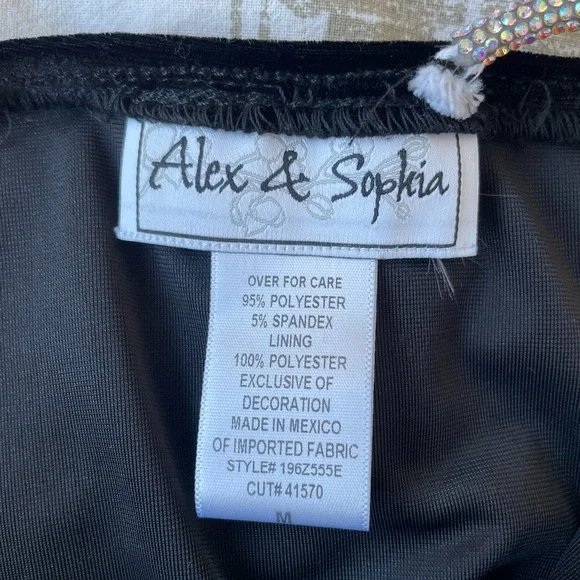 Alex & Sophia
OVER FOR CARE
95% POLYESTER
5% SPANDEX
LINING
100% POLYESTER
EXCLUSIVE OF
DECORATION
MADE IN MEXICO
OF IMPORTED FABRIC
STYLE# 196Z555E
CUT# 41570
M